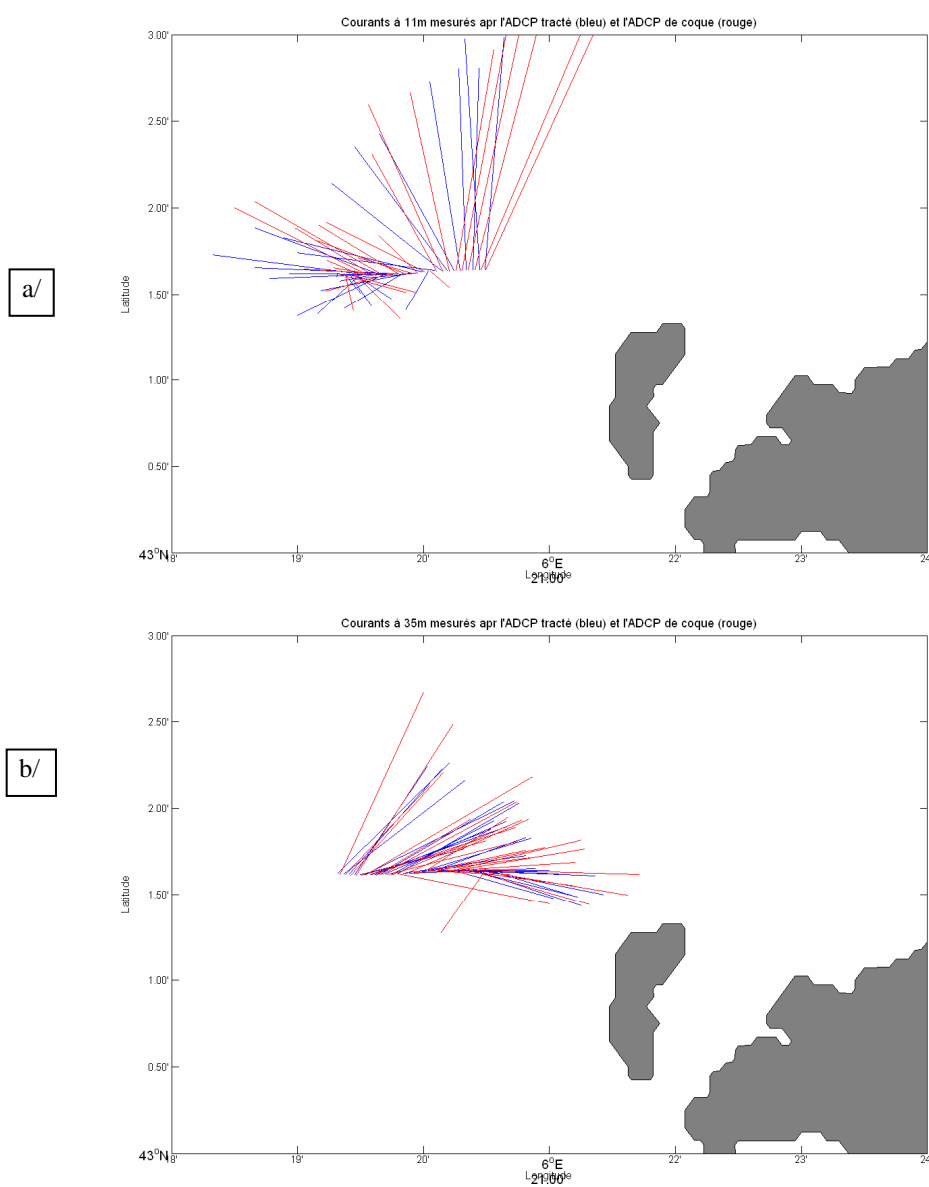 Courants à 11m mesurés apr l'ADCP tracté (bleu) et l'ADCP de coque (rouge)
3.00'
2.50'
2.00'
a/
Latitude
1.50'
1.00'
0.50'
43°N
18' 19' 20' 6°E 22' 23' 24
Longitude
21.00'
Courants à 35m mesurés apr l'ADCP tracté (bleu) et l'ADCP de coque (rouge)
3.00'
2.50'
b/
2.00'
Latitude
1.50'
1.00'
0.50'
43°N
18' 19' 20' 6°E 22' 23' 24
Longitude
21.00'